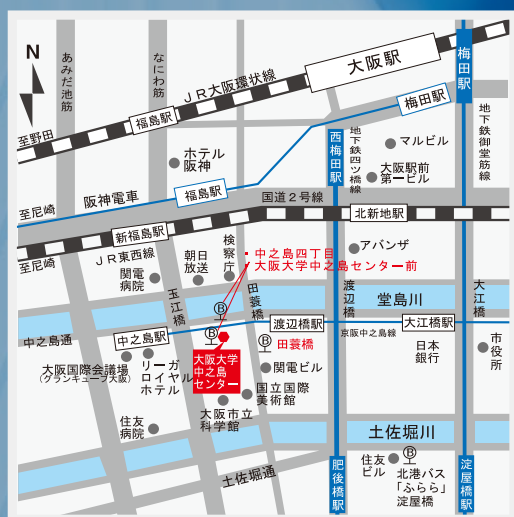 N
あみだ池筋
なにわ筋
JR大阪環状線
大阪駅
梅田駅
至野田
福島駅
梅田駅
ホテル
阪神
西梅田駅
地下鉄四ツ橋線
マルビル
大阪駅前
第一ビル
地下鉄御堂筋線
至尼崎
阪神電車
福島駅
国道2号線
新福島駅
北新地駅
至尼崎
JR東西線
関電
病院
朝日
放送
検察庁
・中之島四丁目
大阪大学中之島センター前
アバンザ
玉江橋
田蓑橋
渡辺橋
堂島川
大江橋
B
中之島通
中之島駅
B
渡辺橋駅
京阪中之島線
大江橋駅
田蓑橋
B
日本
銀行
市役所
大阪国際会議場
(グランキューブ大阪)
リーガ
ロイヤル
ホテル
大阪大学
中之島
センター
関電ビル
国立国際
美術館
大阪市立
科学館
住友
病院
土佐堀川
土佐堀通
肥後橋駅
住友
ビル
B
北港バス
「ふらら」
淀屋橋
淀屋橋駅